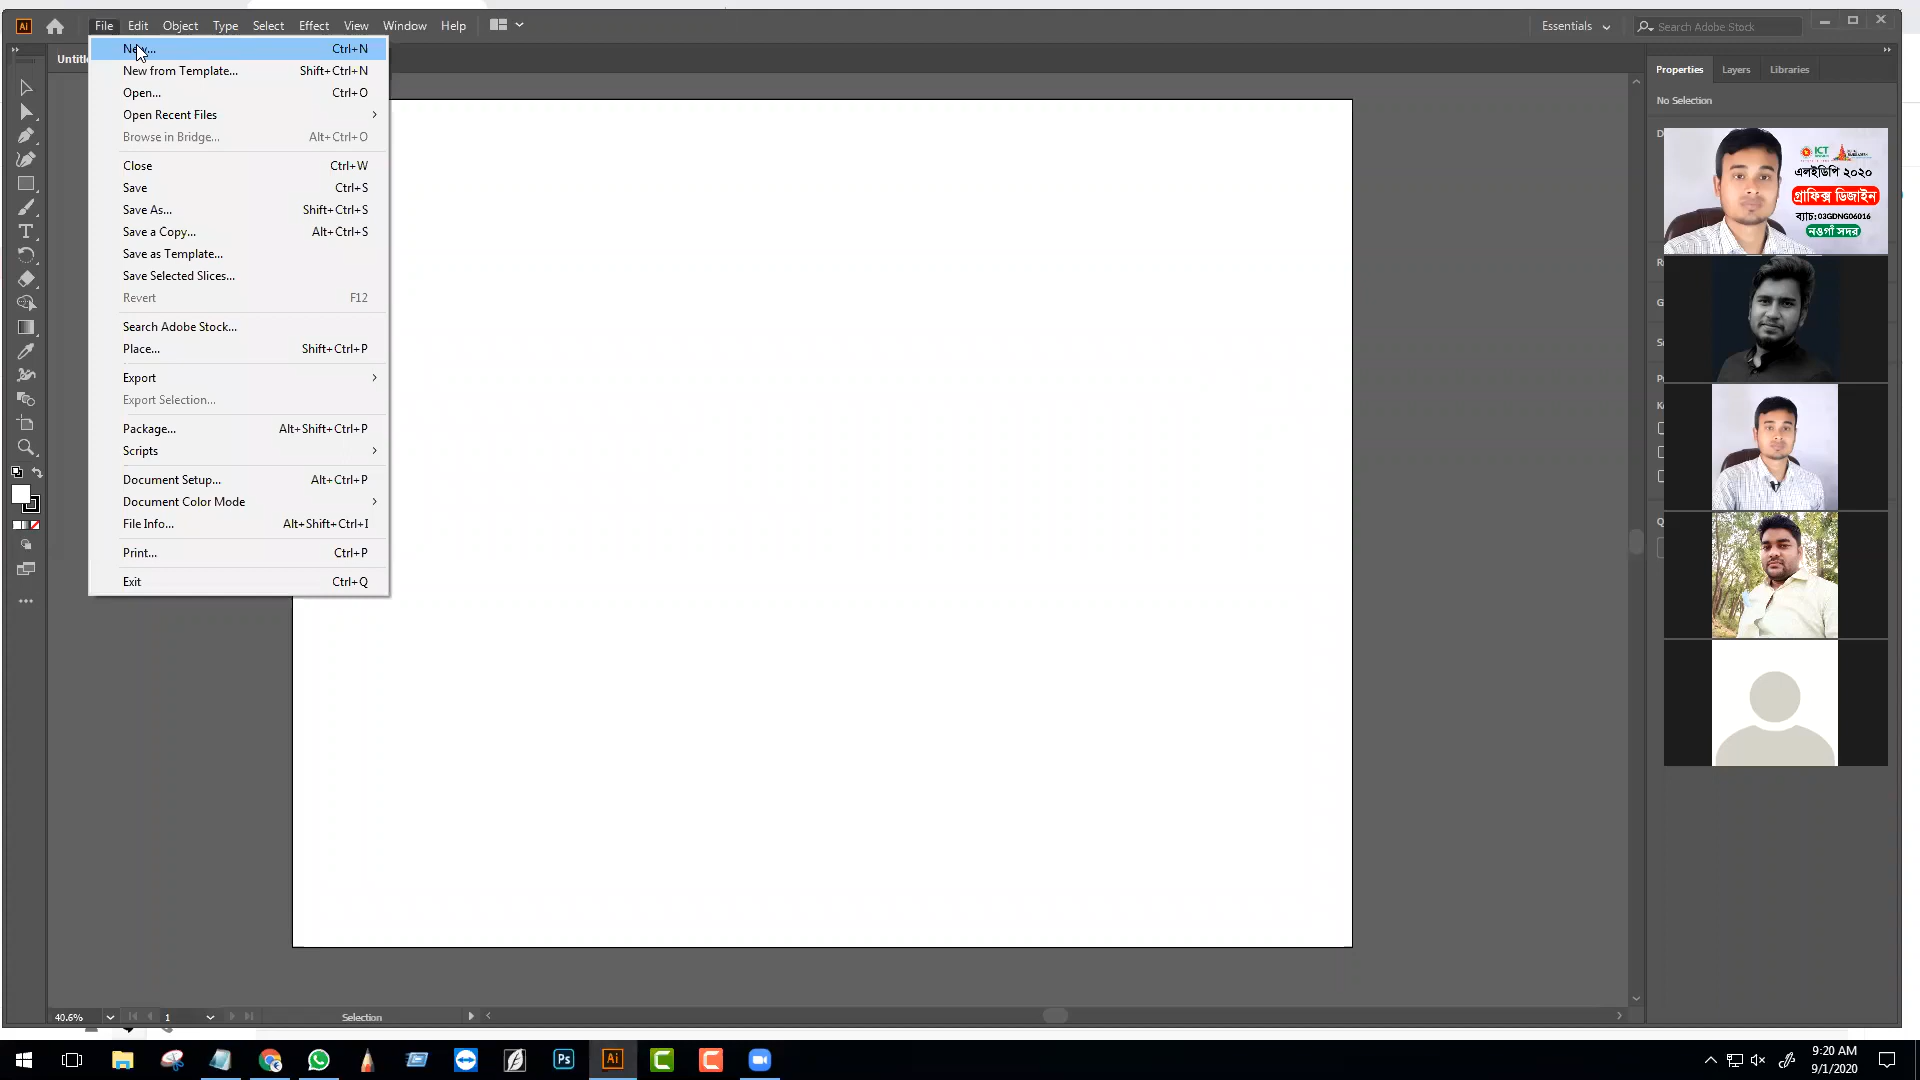 Ai File Edit Object Type Select Effect View Window Help Essentials Search Adobe Stock
New... Ctrl+N
New from Template... Shift+Ctrl+N
Open... Ctrl+O
Open Recent Files
Browse in Bridge... Alt+Ctrl+O
Close Ctrl+W
Save Ctrl+S
Save As... Shift+Ctrl+S
Save a Copy... Alt+Ctrl+S
Save as Template...
Save Selected Slices...
Revert F12
Search Adobe Stock...
Place... Shift+Ctrl+P
Export
Export Selection...
Package... Alt+Shift+Ctrl+P
Scripts
Document Setup... Alt+Ctrl+P
Document Color Mode
File Info... Alt+Shift+Ctrl+I
Print... Ctrl+P
Exit Ctrl+Q
Properties Layers Libraries
No Selection
ICT
এলইডিপি ২০২০
গ্রাফিক্স ডিজাইন
ব্যাচ:03GDNG06016
নওগাঁ সদর
40.6% 1 Selection
Ps Ai
9:20 AM
9/1/2020